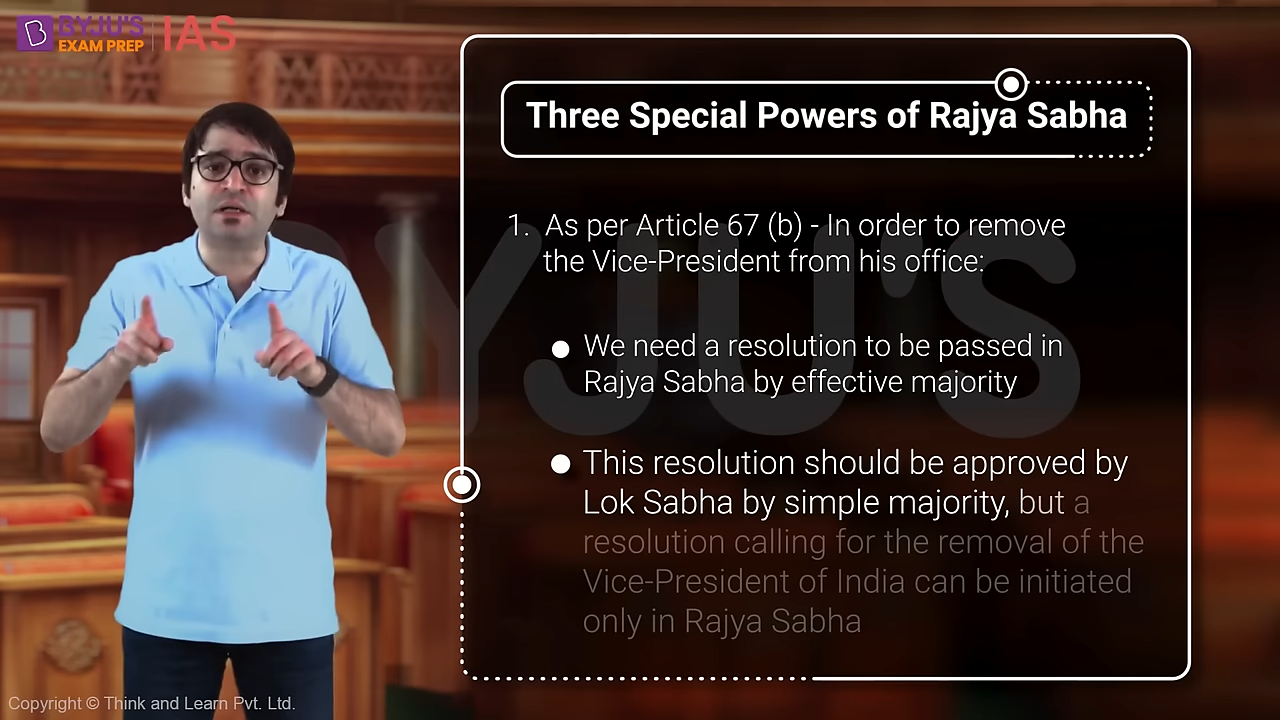 BYJU'S
EXAM PREP
IAS
Three Special Powers of Rajya Sabha
1. As per Article 67 (b) - In order to remove
the Vice-President from his office:
We need a resolution to be passed in
Rajya Sabha by effective majority
This resolution should be approved by
Lok Sabha by simple majority, but a
resolution calling for the removal of the
Vice-President of India can be initiated
only in Rajya Sabha
BYJU'S
Copyright © Think and Learn Pvt. Ltd.